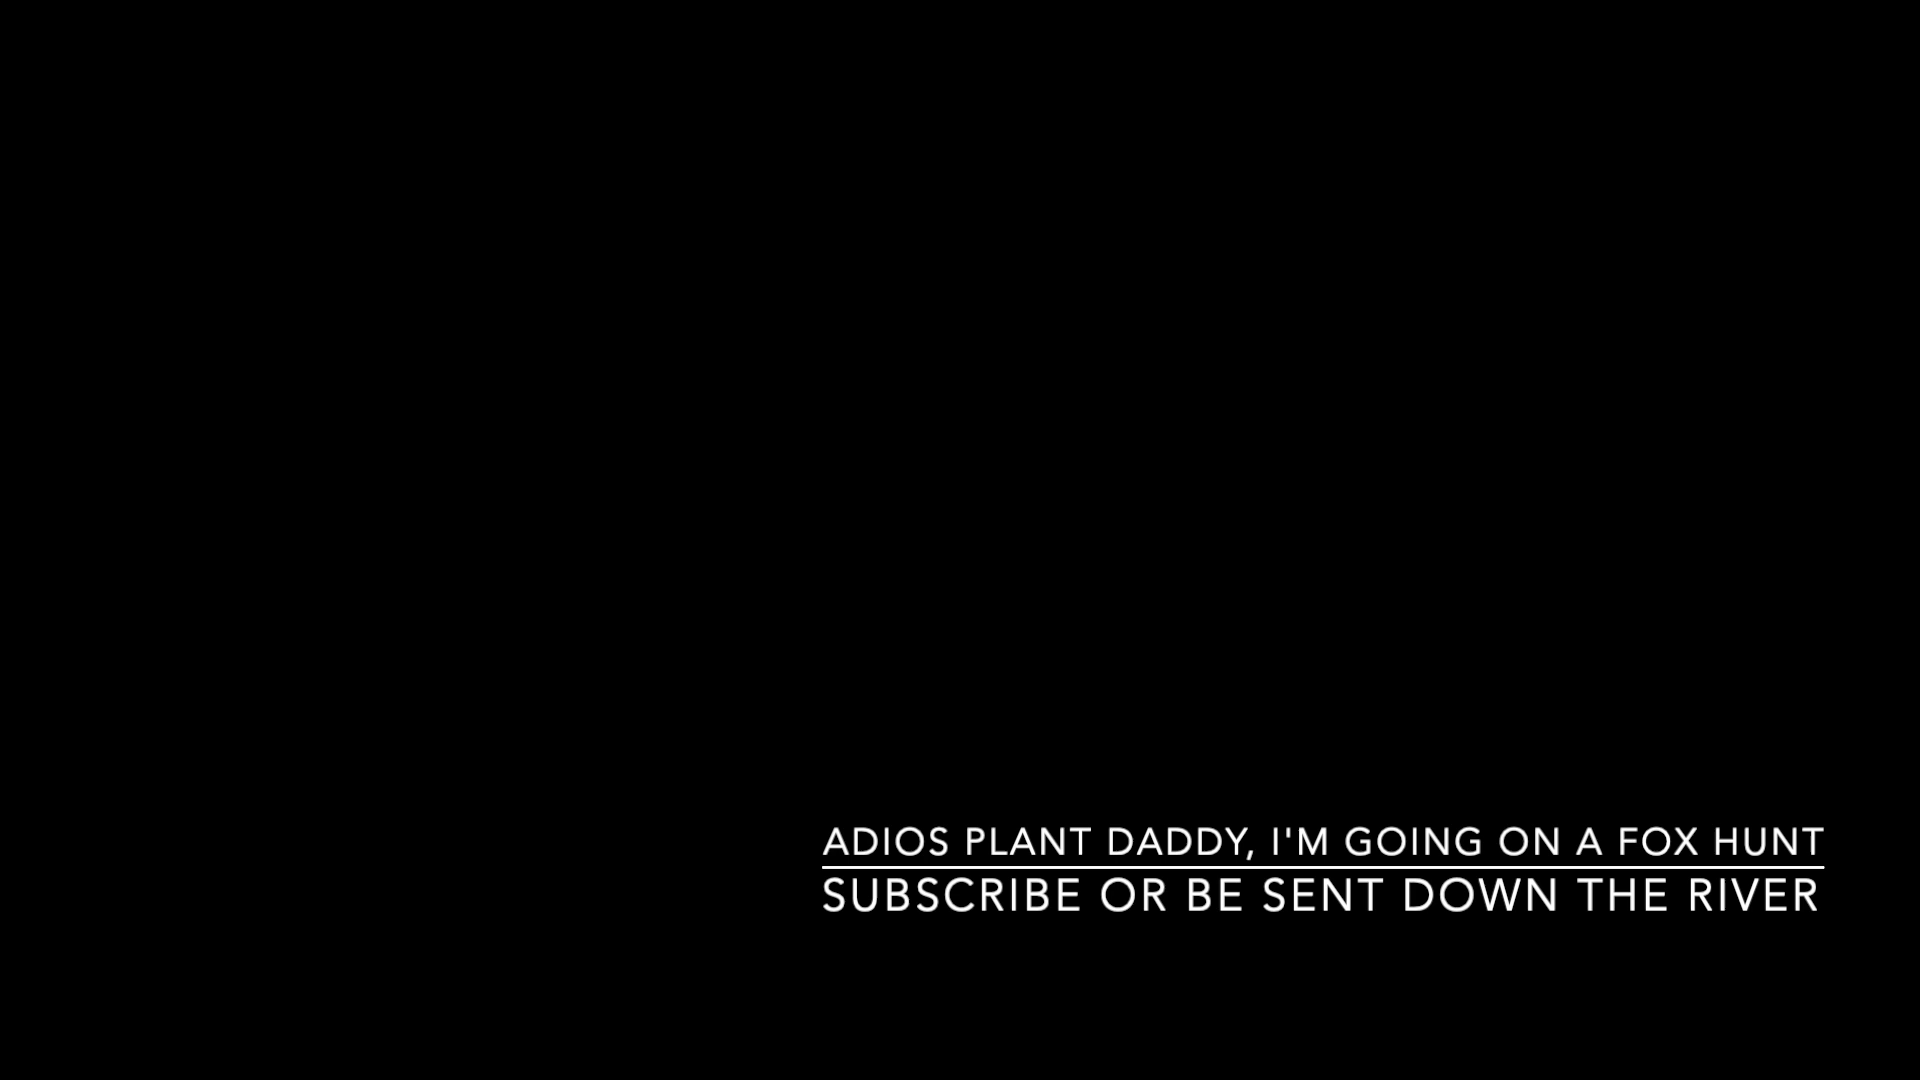 ADIOS PLANT DADDY, I'M GOING ON A FOX HUNT
SUBSCRIBE OR BE SENT DOWN THE RIVER